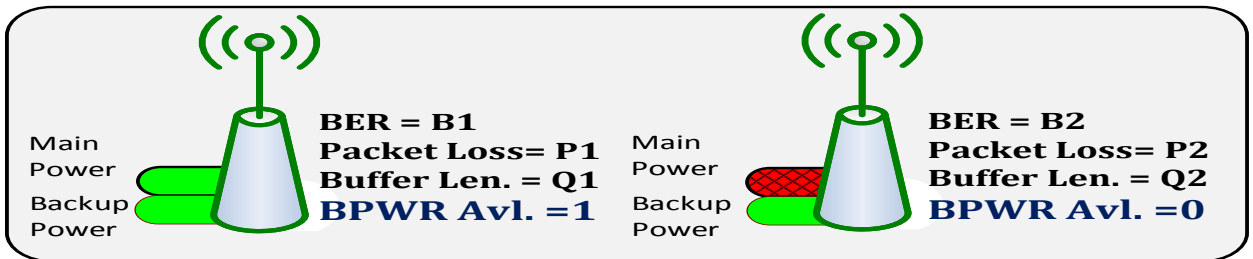 Main
Power
Backup
Power
BER = B1
Packet Loss= P1
Buffer Len. = Q1
BPWR Avl. =1
Main
Power
Backup
Power
BER = B2
Packet Loss= P2
Buffer Len. = Q2
BPWR Avl. =0